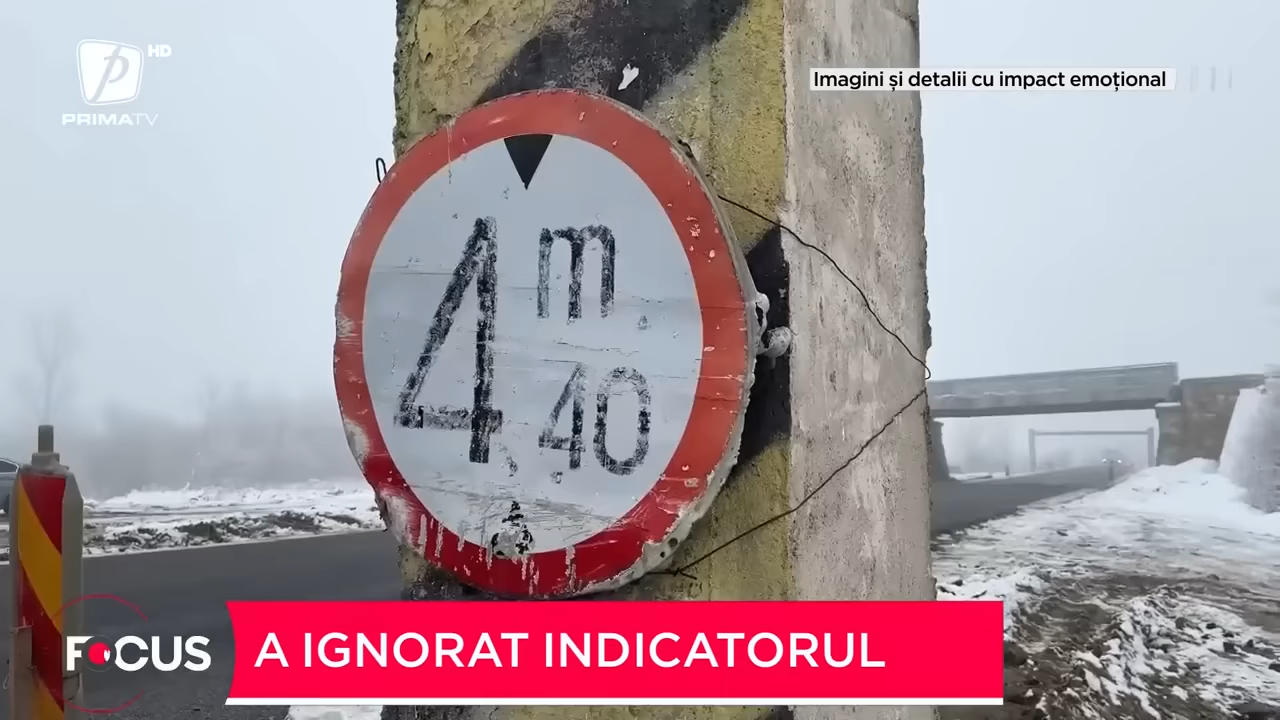 HD
PRIMATV
Imagini și detalii cu impact emoțional
4 m
40
FOCUS
A IGNORAT INDICATORUL